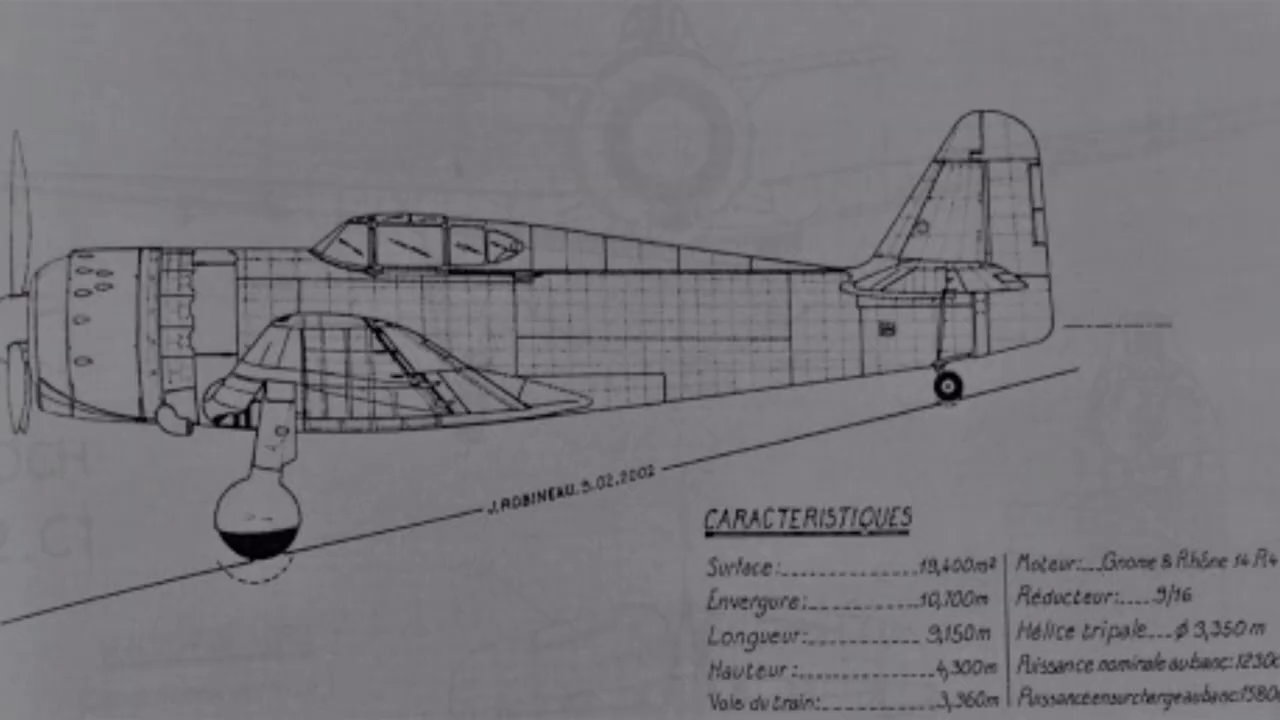 J.ROBINEAU.5.02.2002
CARACTERISTIQUES
Surface: 19,400m²
Envergure: 10,700m
Longueur: 9,150m
Hauteur: 4,300m
Voie du train: 3,360m
Moteur: Gnome & Rhône 14 R.4
Réducteur: 9/16
Hélice tripale ø 3,350m
Puissance nominale au banc: 1230
Puissance en surcharge au banc: 1580